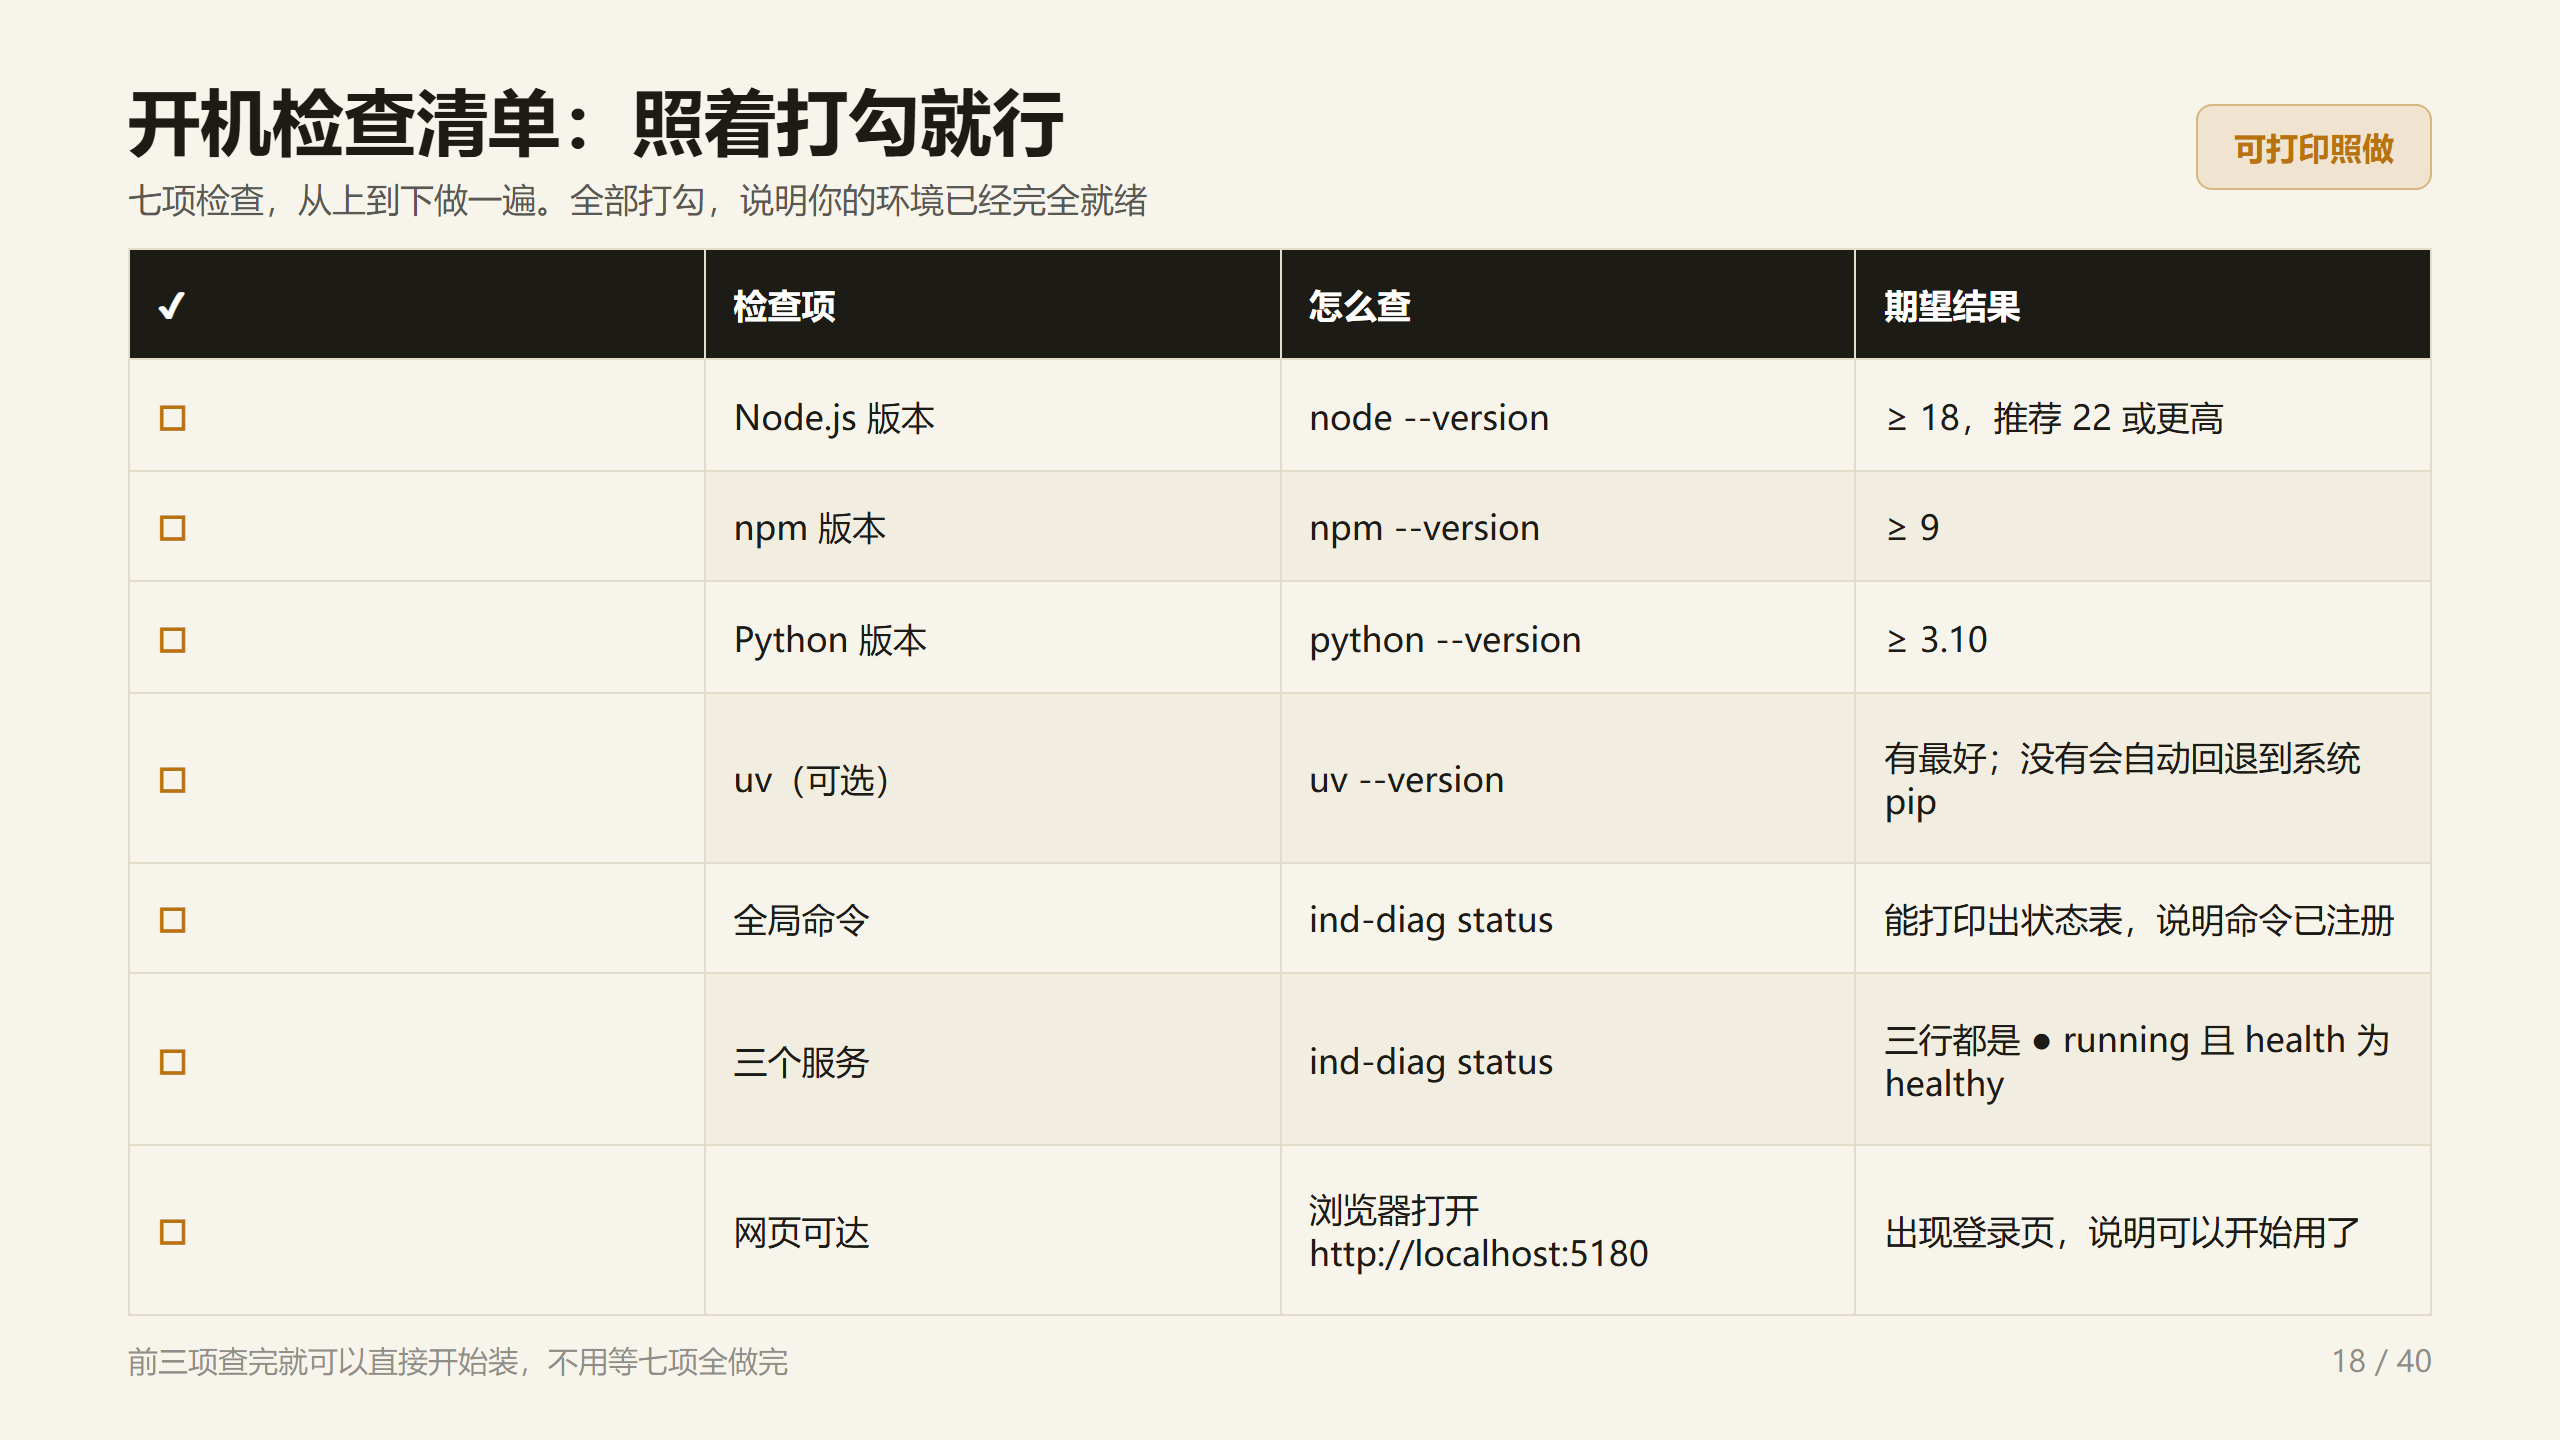 开机检查清单：照着打勾就行
可打印照做
七项检查，从上到下做一遍。全部打勾，说明你的环境已经完全就绪
✓ 检查项 怎么查 期望结果
☐ Node.js 版本 node --version ≥ 18，推荐 22 或更高
☐ npm 版本 npm --version ≥ 9
☐ Python 版本 python --version ≥ 3.10
☐ uv（可选） uv --version 有最好；没有会自动回退到系统
pip
☐ 全局命令 ind-diag status 能打印出状态表，说明命令已注册
☐ 三个服务 ind-diag status 三行都是 ● running 且 health 为
healthy
☐ 网页可达 浏览器打开
http://localhost:5180 出现登录页，说明可以开始用了
前三项查完就可以直接开始装，不用等七项全做完
18 / 40